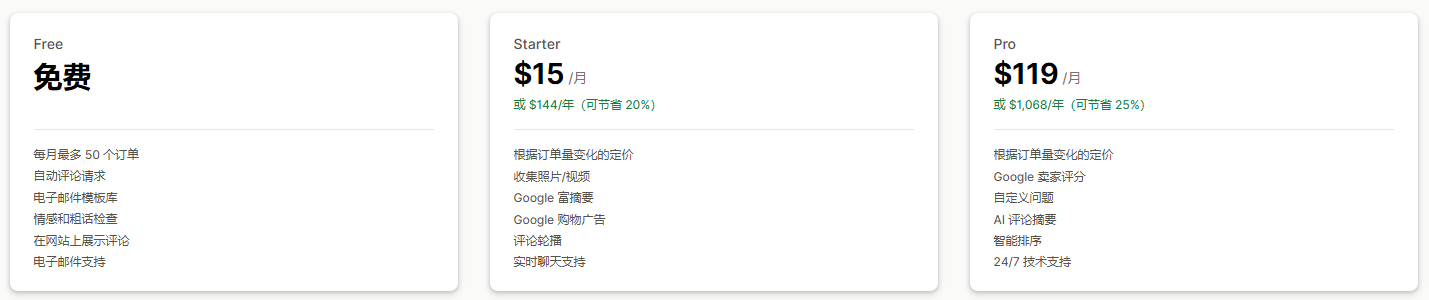 Free
免费
每月最多 50 个订单
自动评论请求
电子邮件模板库
情感和粗话检查
在网站上展示评论
电子邮件支持
Starter
$15 /月
或 $144/年（可节省 20%）
根据订单量变化的定价
收集照片/视频
Google 富摘要
Google 购物广告
评论轮播
实时聊天支持
Pro
$119 /月
或 $1,068/年（可节省 25%）
根据订单量变化的定价
Google 卖家评分
自定义问题
AI 评论摘要
智能排序
24/7 技术支持